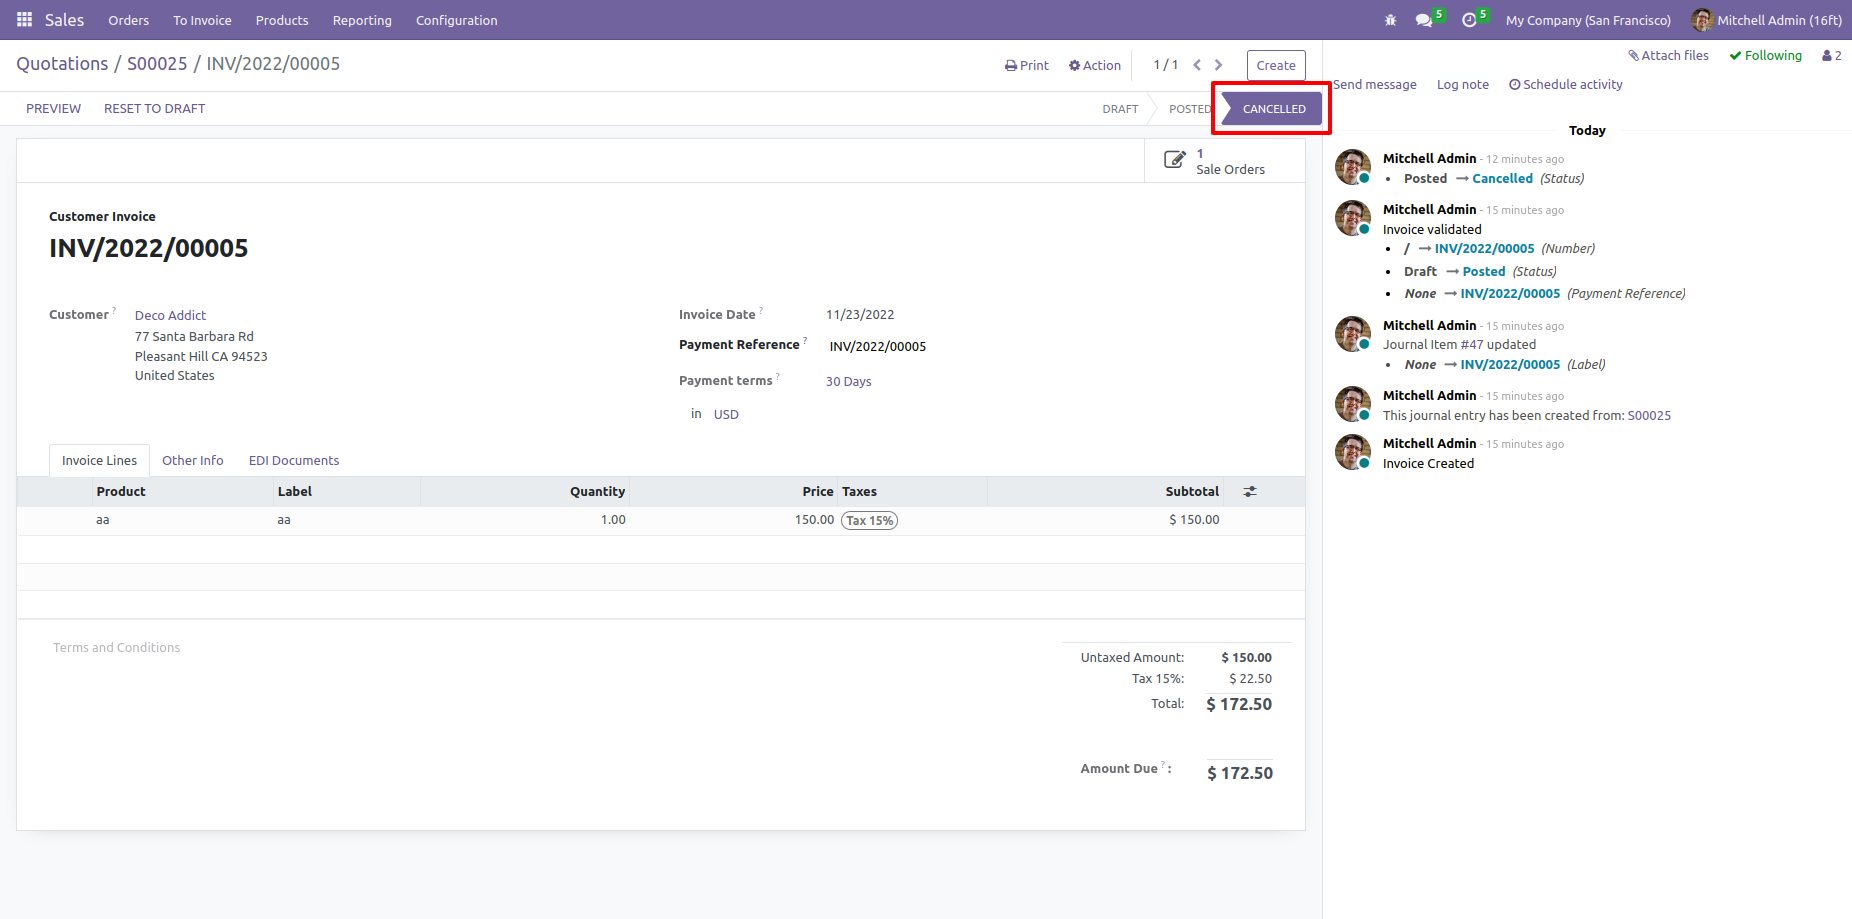 Sales Orders To Invoice Products Reporting Configuration 5 5 My Company (San Francisco) Mitchell Admin (16ft)
Quotations / S00025 / INV/2022/00005 Print Action 1 / 1 Create
PREVIEW RESET TO DRAFT DRAFT POSTED CANCELLED
1
Sale Orders
Customer Invoice
INV/2022/00005
Customer ? Deco Addict
77 Santa Barbara Rd
Pleasant Hill CA 94523
United States
Invoice Date ? 11/23/2022
Payment Reference ? INV/2022/00005
Payment terms ? 30 Days
in USD
Invoice Lines Other Info EDI Documents
Product Label Quantity Price Taxes Subtotal
aa aa 1.00 150.00 Tax 15% $ 150.00
Terms and Conditions
Untaxed Amount: $ 150.00
Tax 15%: $ 22.50
Total: $ 172.50
Amount Due ? : $ 172.50
Attach files Following 2
Send message Log note Schedule activity
Today
Mitchell Admin - 12 minutes ago
• Posted → Cancelled (Status)
Mitchell Admin - 15 minutes ago
Invoice validated
• / → INV/2022/00005 (Number)
• Draft → Posted (Status)
• None → INV/2022/00005 (Payment Reference)
Mitchell Admin - 15 minutes ago
Journal Item #47 updated
• None → INV/2022/00005 (Label)
Mitchell Admin - 15 minutes ago
This journal entry has been created from: S00025
Mitchell Admin - 15 minutes ago
Invoice Created